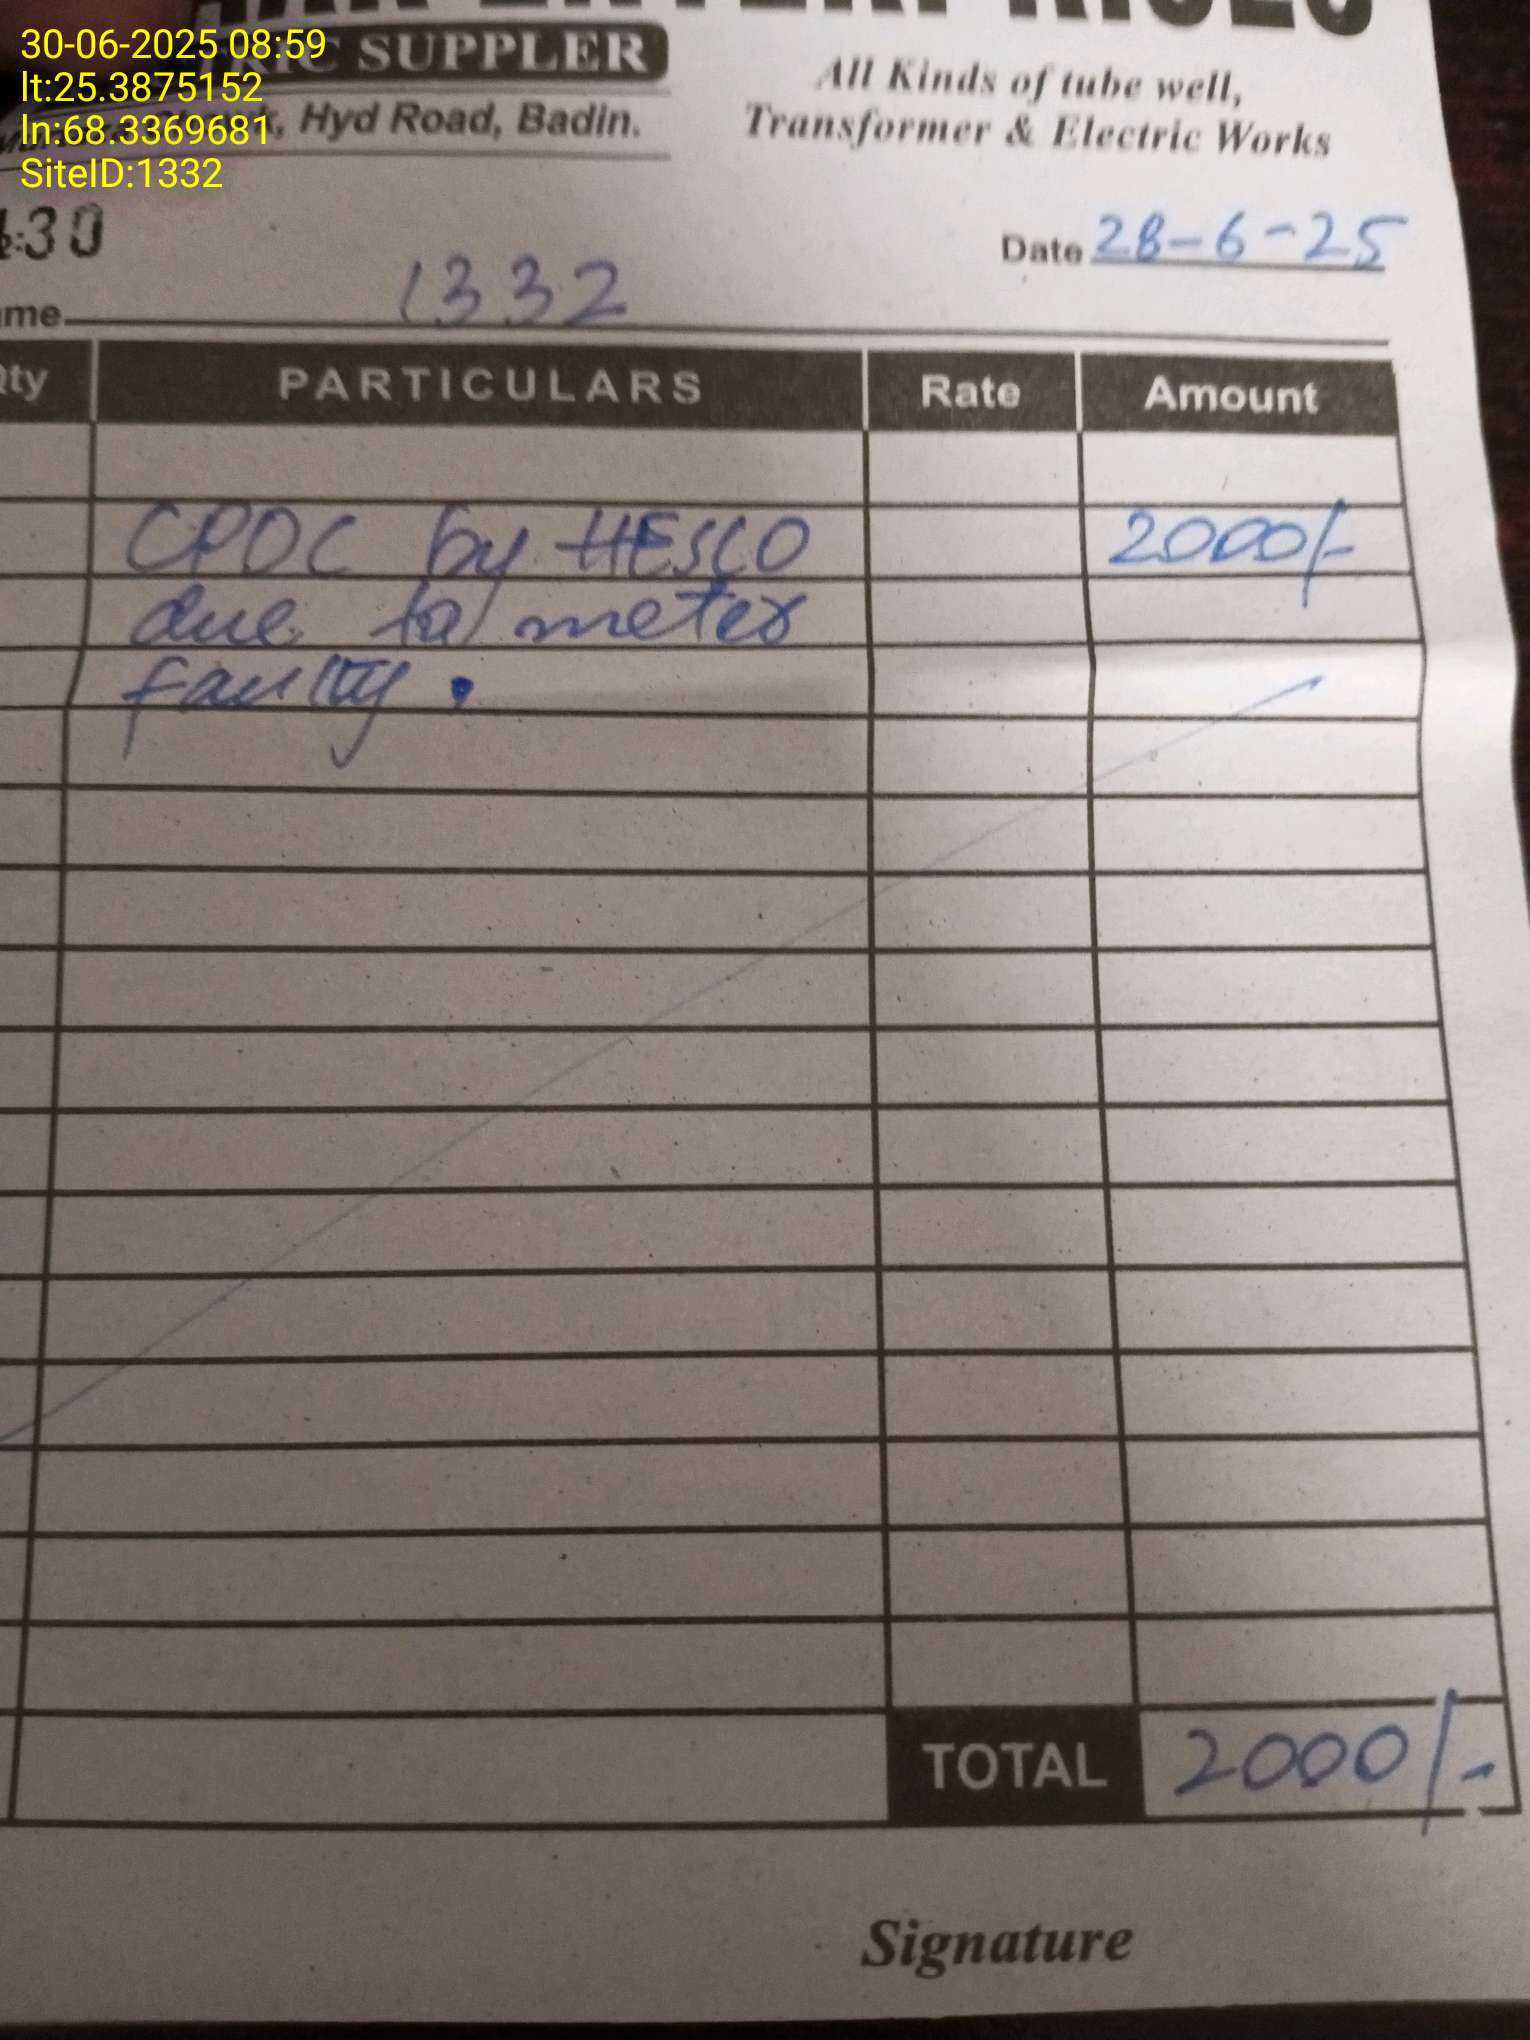 30-06-2025 08:59
lt:25.3875152
ln:68.3369681
SiteID:1332
ENTERPRISES
SUPPLER
Hyd Road, Badin.
All Kinds of tube well,
Transformer & Electric Works
30
Date 28-6-25
1332
PARTICULARS Rate Amount
CPDC by HESCO 2000/-
due to meter
faulty.
TOTAL 2000/-
Signature